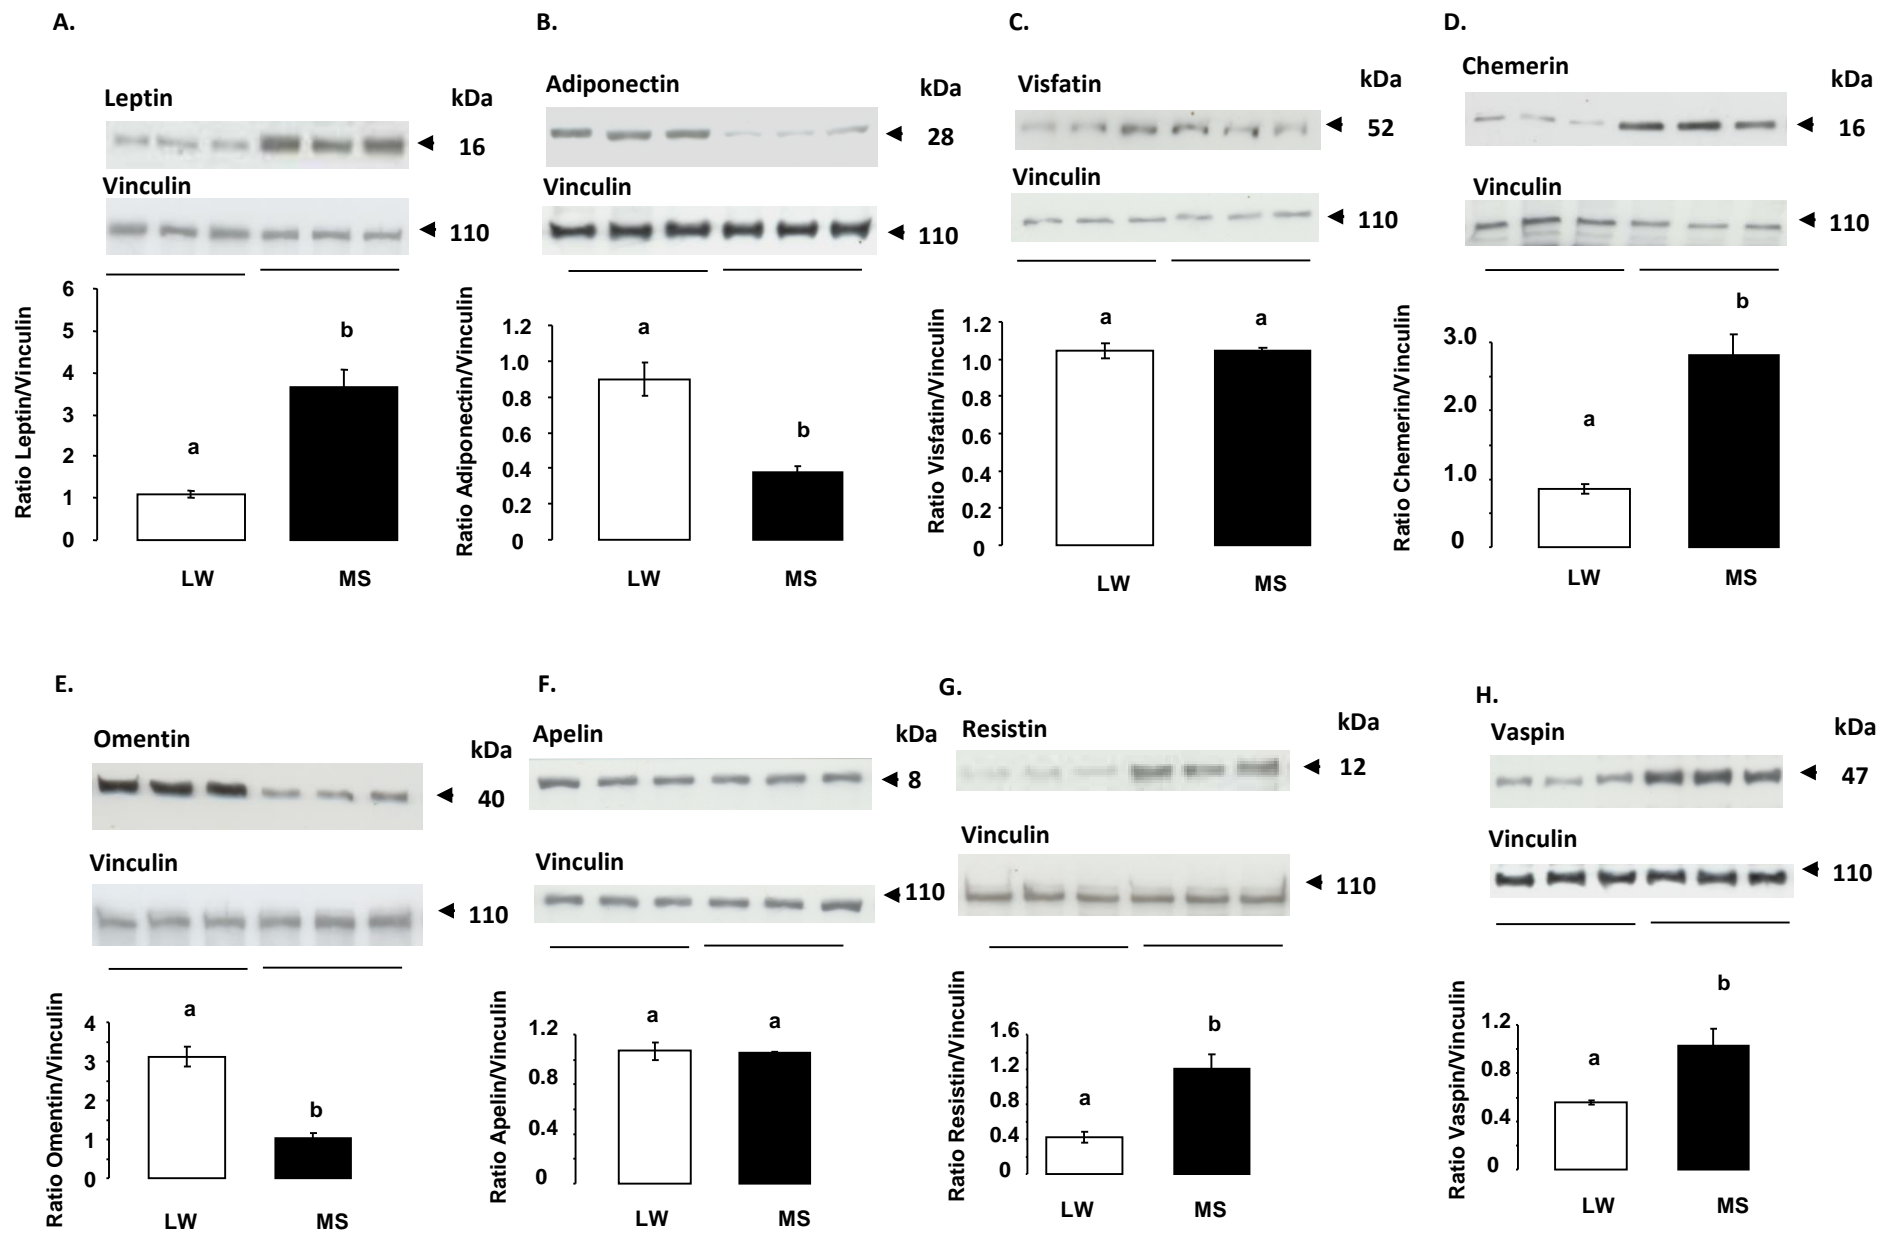 A.
Leptin
kDa
16
Vinculin
110
Ratio Leptin/Vinculin
6
5
4
3
2
1
0
a
b
LW
MS
B.
Adiponectin
kDa
28
Vinculin
110
Ratio Adiponectin/Vinculin
1.2
1.0
0.8
0.6
0.4
0.2
0
a
b
LW
MS
C.
Visfatin
kDa
52
Vinculin
110
Ratio Visfatin/Vinculin
1.2
1.0
0.8
0.6
0.4
0.2
0
a
a
LW
MS
D.
Chemerin
kDa
16
Vinculin
110
Ratio Chemerin/Vinculin
3.0
2.0
1.0
0
a
b
LW
MS
E.
Omentin
kDa
40
Vinculin
110
Ratio Omentin/Vinculin
4
3
2
1
0
a
b
LW
MS
F.
Apelin
kDa
8
Vinculin
110
Ratio Apelin/Vinculin
1.2
0.8
0.4
0
a
a
LW
MS
G.
Resistin
kDa
12
Vinculin
110
Ratio Resistin/Vinculin
1.6
1.2
0.8
0.4
0
a
b
LW
MS
H.
Vaspin
kDa
47
Vinculin
110
Ratio Vaspin/Vinculin
1.2
0.8
0.4
0
a
b
LW
MS